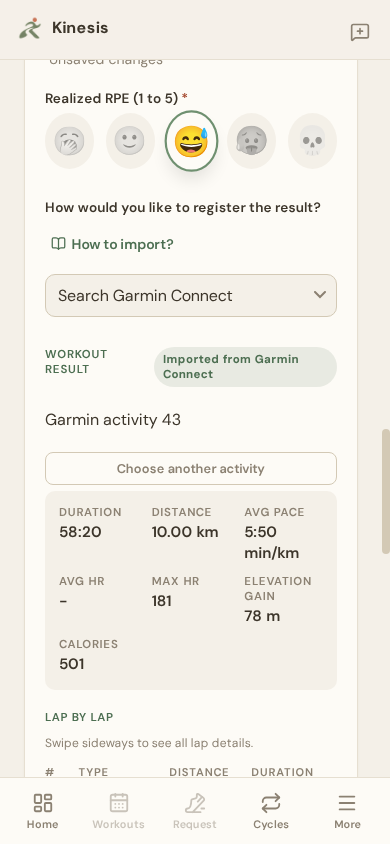 Kinesis
Unsaved changes
Realized RPE (1 to 5) *
How would you like to register the result?
How to import?
Search Garmin Connect
WORKOUT RESULT
Imported from Garmin Connect
Garmin activity 43
Choose another activity
DURATION
58:20
DISTANCE
10.00 km
AVG PACE
5:50 min/km
AVG HR
-
MAX HR
181
ELEVATION GAIN
78 m
CALORIES
501
LAP BY LAP
Swipe sideways to see all lap details.
# TYPE DISTANCE DURATION
Home Workouts Request Cycles More